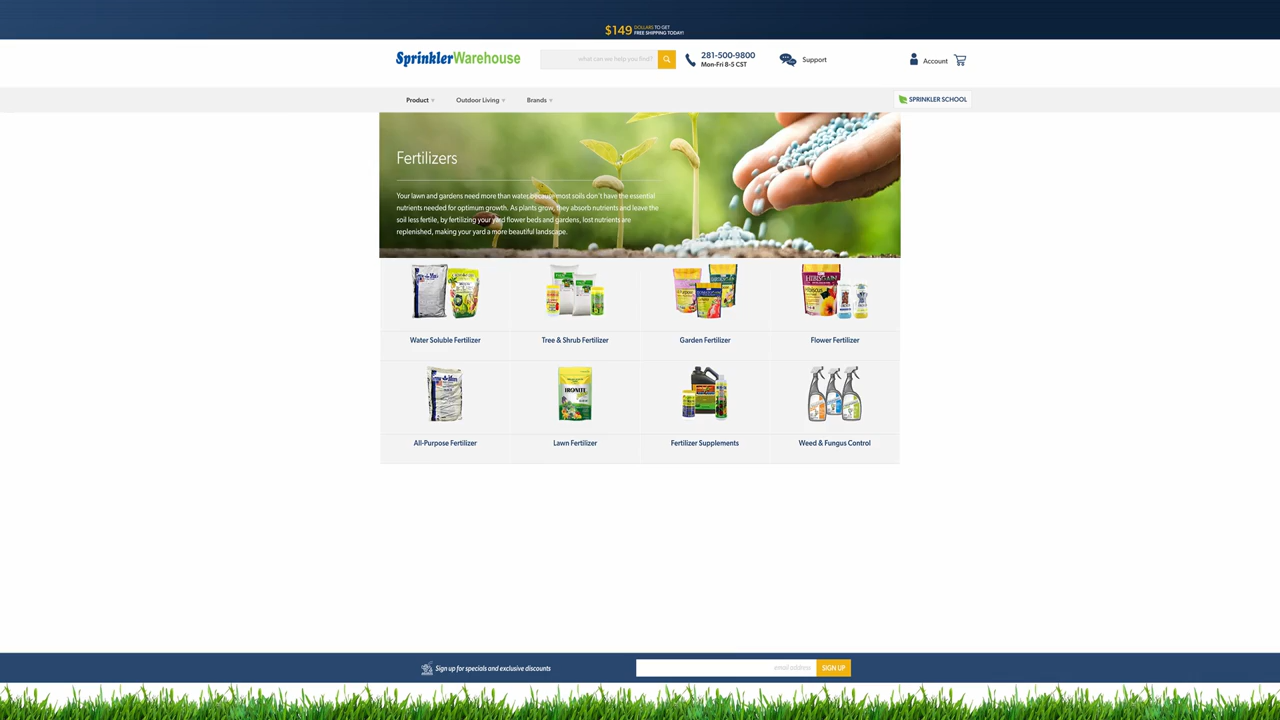 $149 DOLLARS TO GET
FREE SHIPPING TODAY!
SprinklerWarehouse
what can we help you find?
281-500-9800
Mon-Fri 8-5 CST
Support
Account
Product
Outdoor Living
Brands
SPRINKLER SCHOOL
Fertilizers
Your lawn and gardens need more than water, because most soils don't have the essential
nutrients needed for optimum growth. As plants grow, they absorb nutrients and leave the
soil less fertile, by fertilizing your yard flower beds and gardens, lost nutrients are
replenished, making your yard a more beautiful landscape.
HIBISGAIN
Water Soluble Fertilizer
Tree & Shrub Fertilizer
Garden Fertilizer
Flower Fertilizer
IRONITE
All-Purpose Fertilizer
Lawn Fertilizer
Fertilizer Supplements
Weed & Fungus Control
Sign up for specials and exclusive discounts
email address
SIGN UP